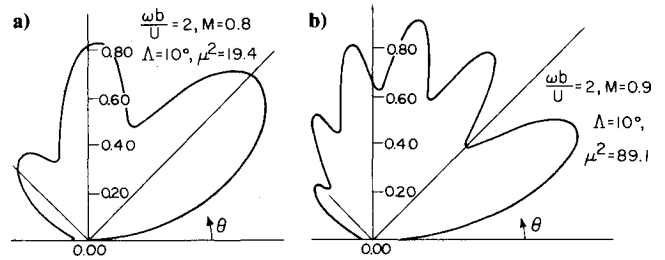 a)
ωb/U = 2, M=0.8
Λ=10°, μ²=19.4
0.80
0.60
0.40
0.20
0.00
θ
b)
0.80
0.60
0.40
0.20
0.00
ωb/U = 2, M=0.9
Λ=10°,
μ²=89.1
θ